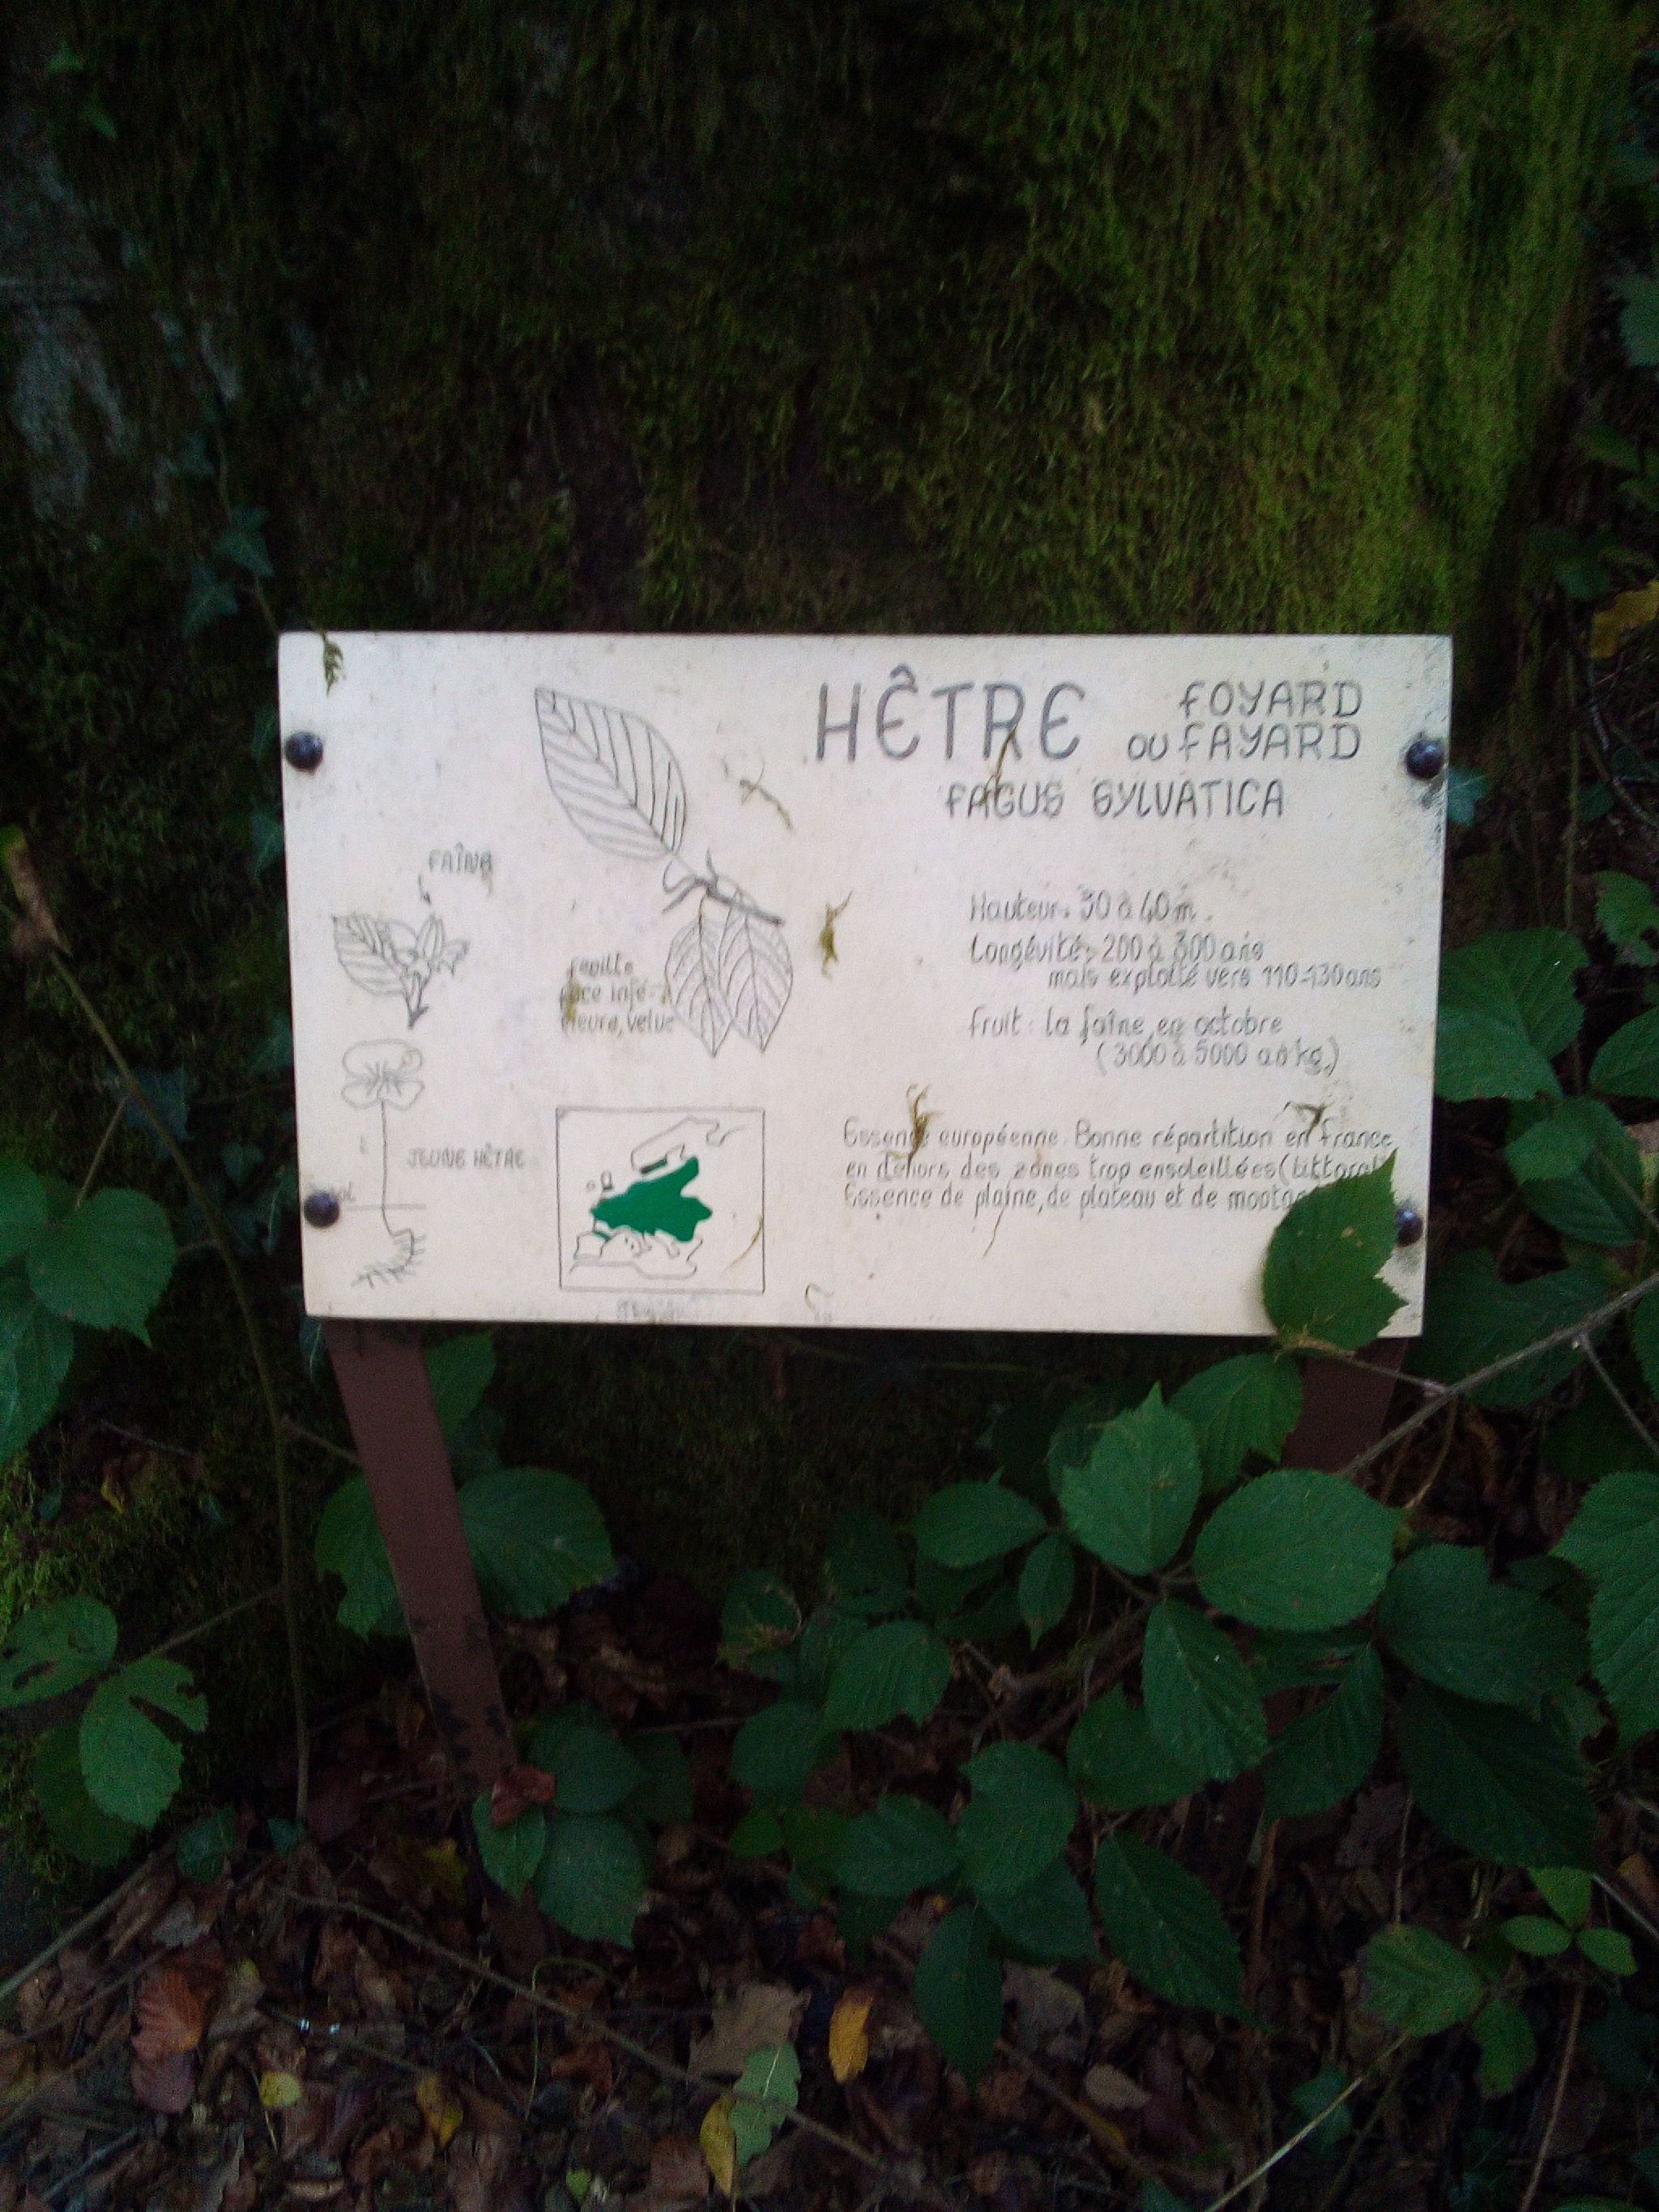 HÊTRE
FOYARD
OU FAYARD
FAGUS SYLVATICA
FAÎNE
feuille
face infé-
rieure, velue
JEUNE HÊTRE
Hauteur: 30 à 40 m.
Longévité: 200 à 300 ans
mais exploité vers 110-130 ans
Fruit: la faîne, en octobre
(3000 à 5000 au kg.)
Essence européenne. Bonne répartition en France
en dehors des zones trop ensoleillées (littoral)
Essence de plaine, de plateau et de